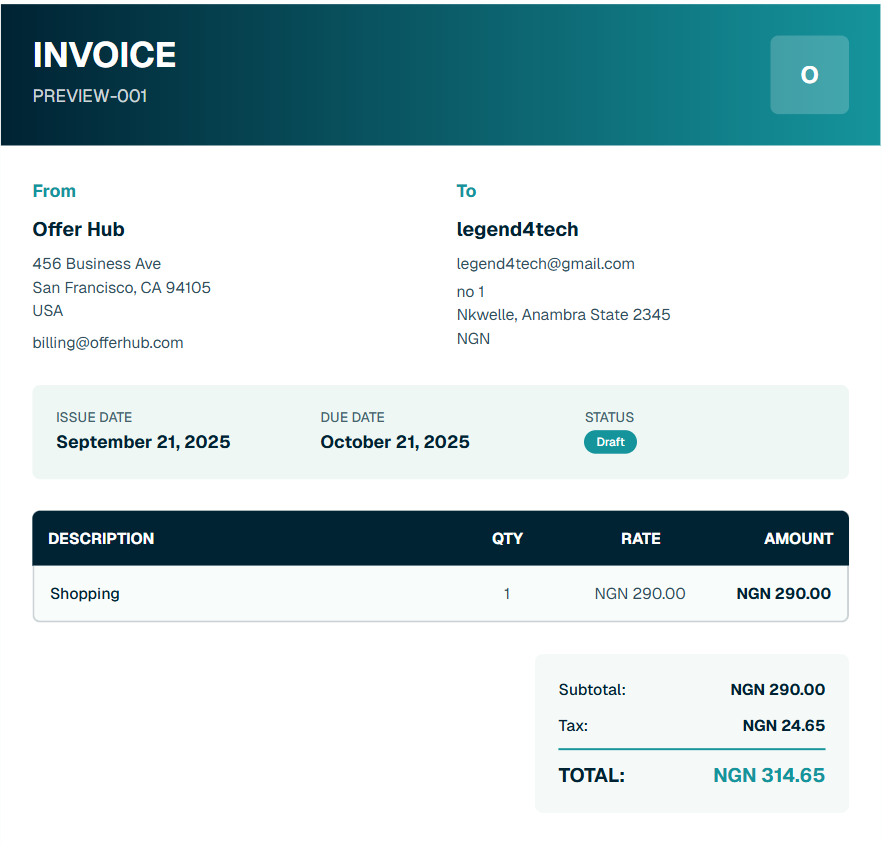 INVOICE
PREVIEW-001
O
From
Offer Hub
456 Business Ave
San Francisco, CA 94105
USA
billing@offerhub.com
To
legend4tech
legend4tech@gmail.com
no 1
Nkwelle, Anambra State 2345
NGN
ISSUE DATE
September 21, 2025
DUE DATE
October 21, 2025
STATUS
Draft
DESCRIPTION QTY RATE AMOUNT
Shopping 1 NGN 290.00 NGN 290.00
Subtotal: NGN 290.00
Tax: NGN 24.65
TOTAL: NGN 314.65